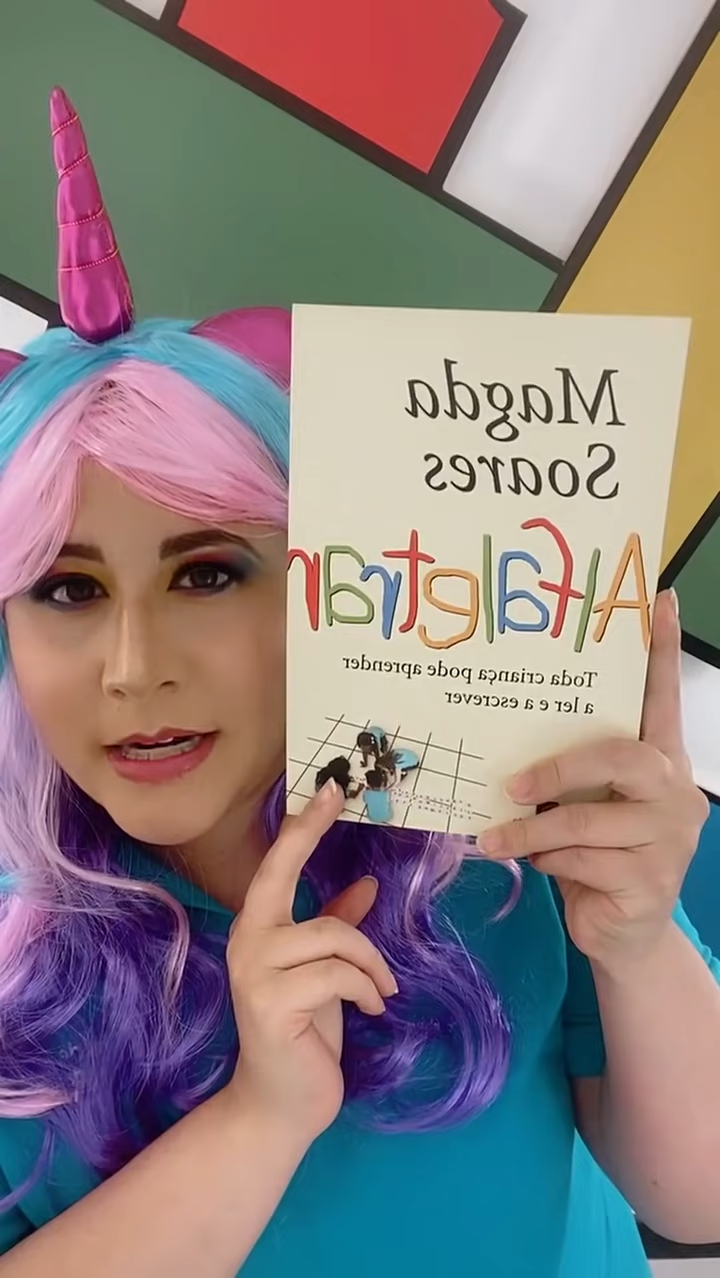 Magda
Soares
Alfaletrar
Toda criança pode aprender
a ler e a escrever